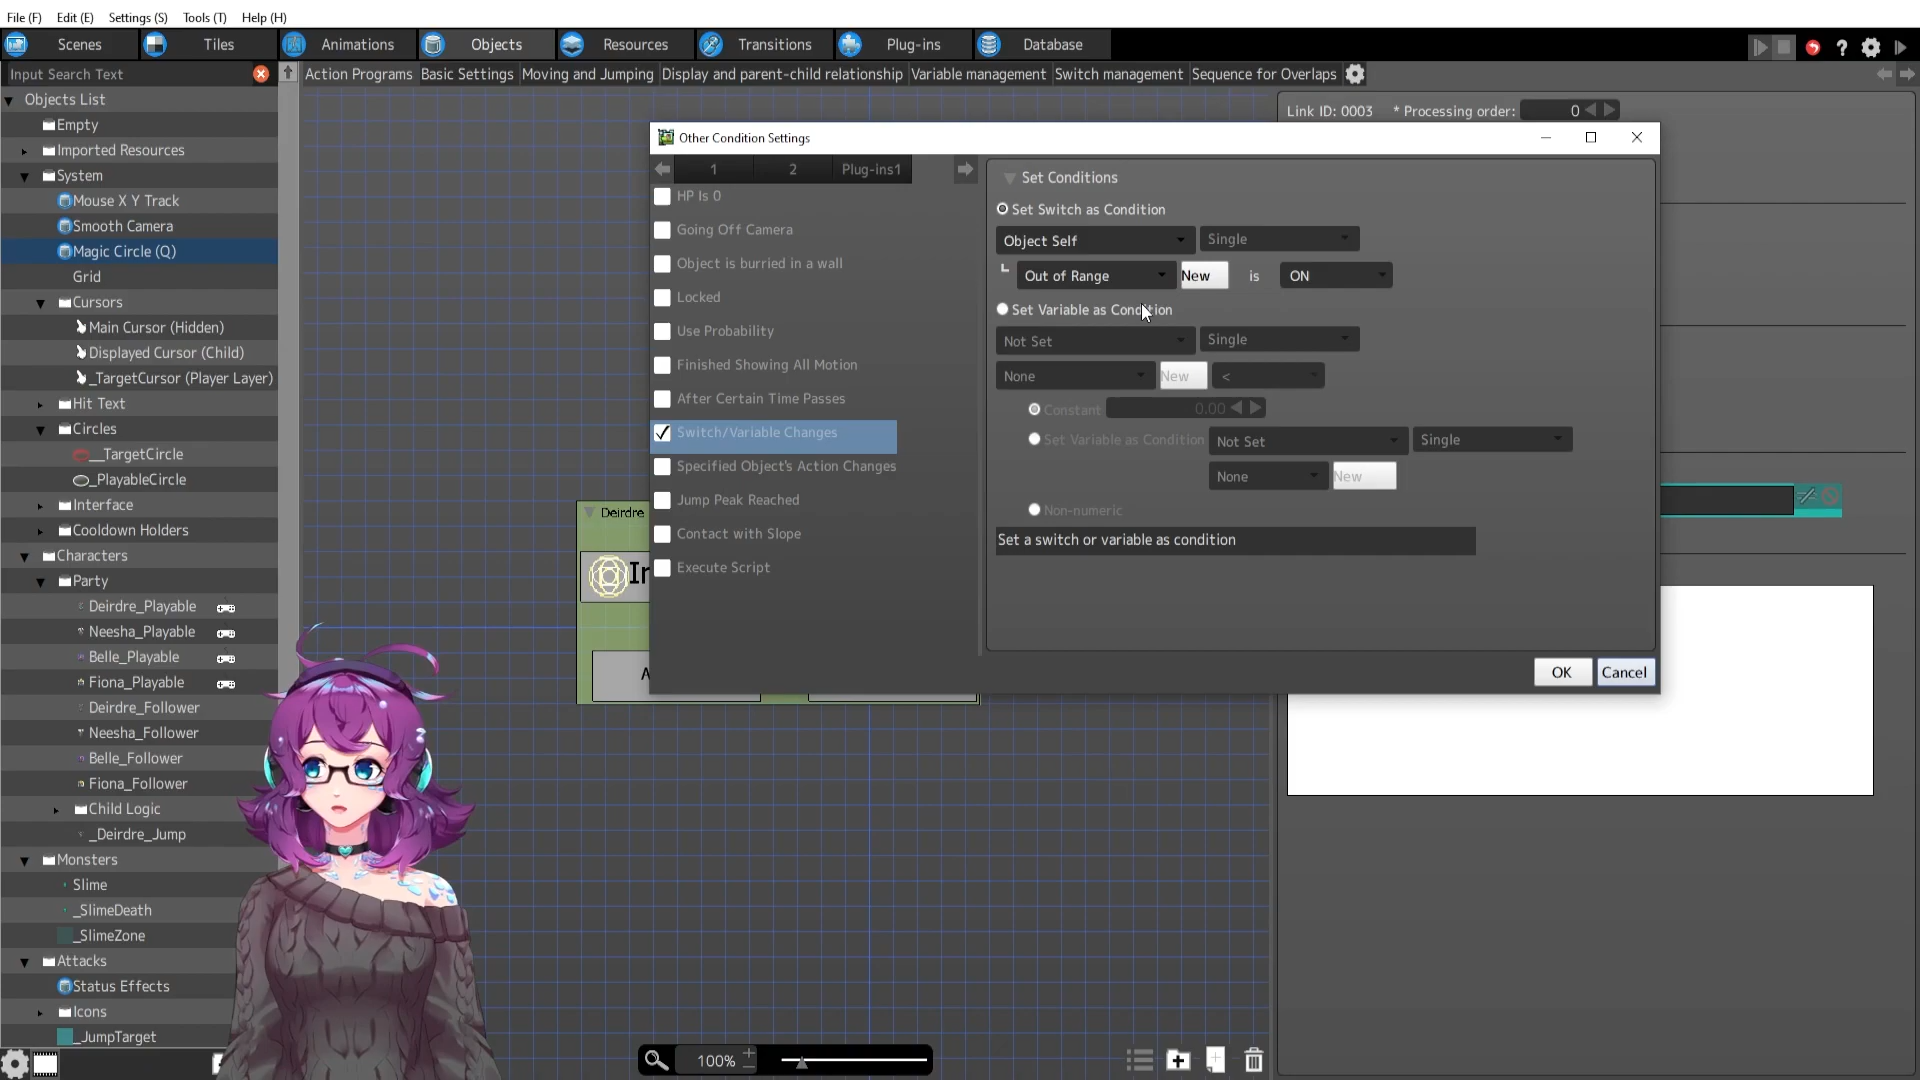 File (F) Edit (E) Settings (S) Tools (T) Help (H)
Scenes Tiles Animations Objects Resources Transitions Plug-ins Database
Input Search Text
Action Programs Basic Settings Moving and Jumping Display and parent-child relationship Variable management Switch management Sequence for Overlaps
Objects List
Empty
Imported Resources
System
Mouse X Y Track
Smooth Camera
Magic Circle (Q)
Grid
Cursors
Main Cursor (Hidden)
Displayed Cursor (Child)
_TargetCursor (Player Layer)
Hit Text
Circles
__TargetCircle
_PlayableCircle
Interface
Cooldown Holders
Characters
Party
Deirdre_Playable
Neesha_Playable
Belle_Playable
Fiona_Playable
Deirdre_Follower
Neesha_Follower
Belle_Follower
Fiona_Follower
Child Logic
_Deirdre_Jump
Monsters
Slime
_SlimeDeath
_SlimeZone
Attacks
Status Effects
Icons
_JumpTarget
Link ID: 0003 * Processing order: 0
Deirdre
Other Condition Settings
1 2 Plug-ins1
HP Is 0
Going Off Camera
Object is burried in a wall
Locked
Use Probability
Finished Showing All Motion
After Certain Time Passes
Switch/Variable Changes
Specified Object's Action Changes
Jump Peak Reached
Contact with Slope
Execute Script
Set Conditions
Set Switch as Condition
Object Self Single
Out of Range New is ON
Set Variable as Condition
Not Set Single
None New <
Constant 0.00
Set Variable as Condition Not Set Single
None New
Non-numeric
Set a switch or variable as condition
OK Cancel
100%